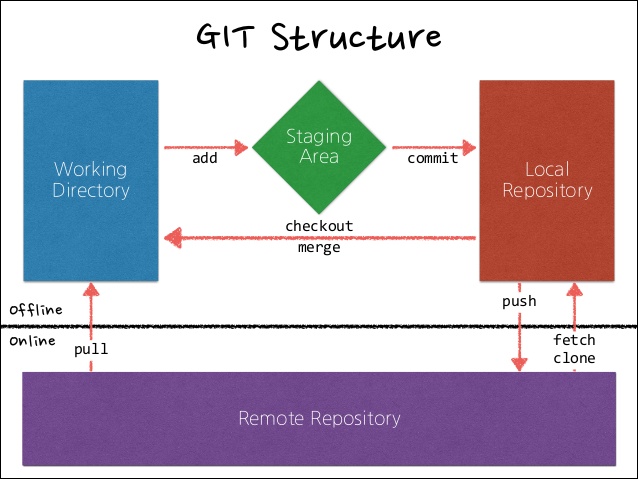 GIT Structure
Staging
Area
Working
Directory
add
commit
Local
Repository
checkout
merge
push
Offline
Online
pull
fetch
clone
Remote Repository